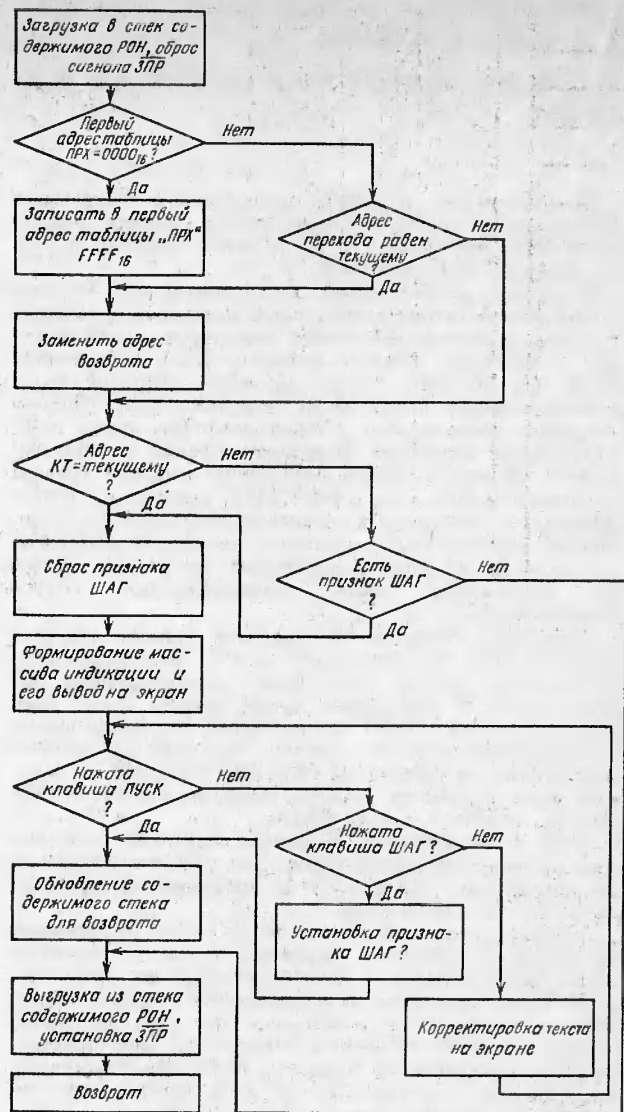 Загрузка в стек со-
держимого РОН, сброс
сигнала ЗПР
Первый
адрес таблицы
ПРХ=0000₁₆?
Нет
Да
Записать в первый
адрес таблицы „ПРХ"
FFFF₁₆
Адрес
перехода равен
текущему
?
Нет
Да
Заменить адрес
возврата
Адрес
КТ=текущему
?
Нет
Да
Сброс признака
ШАГ
Есть
признак ШАГ
?
Нет
Да
Формирование мас-
сива индикации и
его вывод на экран
Нажата
клавиша ПУСК
?
Нет
Да
Нажата
клавиша ШАГ?
Нет
Да
Обновление со-
держимого стека
для возврата
Установка призна-
ка ШАГ?
Выгрузка из стека
содержимого РОН,
установка ЗПР
Корректировка текста
на экране
Возврат